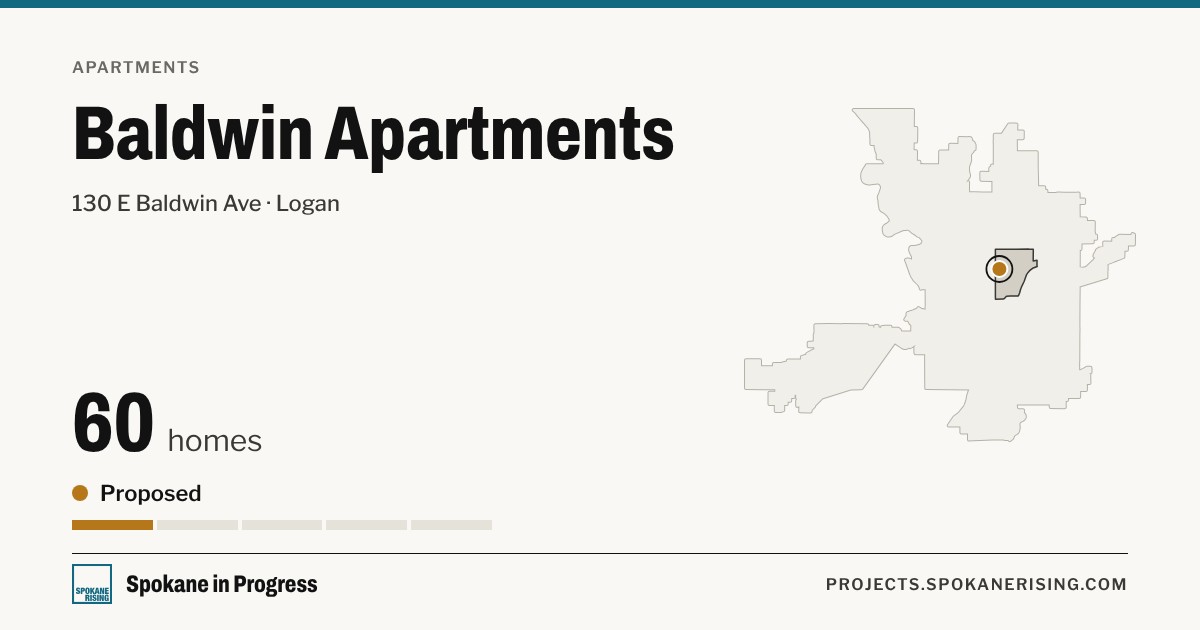 APARTMENTS
Baldwin Apartments
130 E Baldwin Ave · Logan
60 homes
Proposed
SPOKANE
RISING
Spokane in Progress
PROJECTS.SPOKANERISING.COM